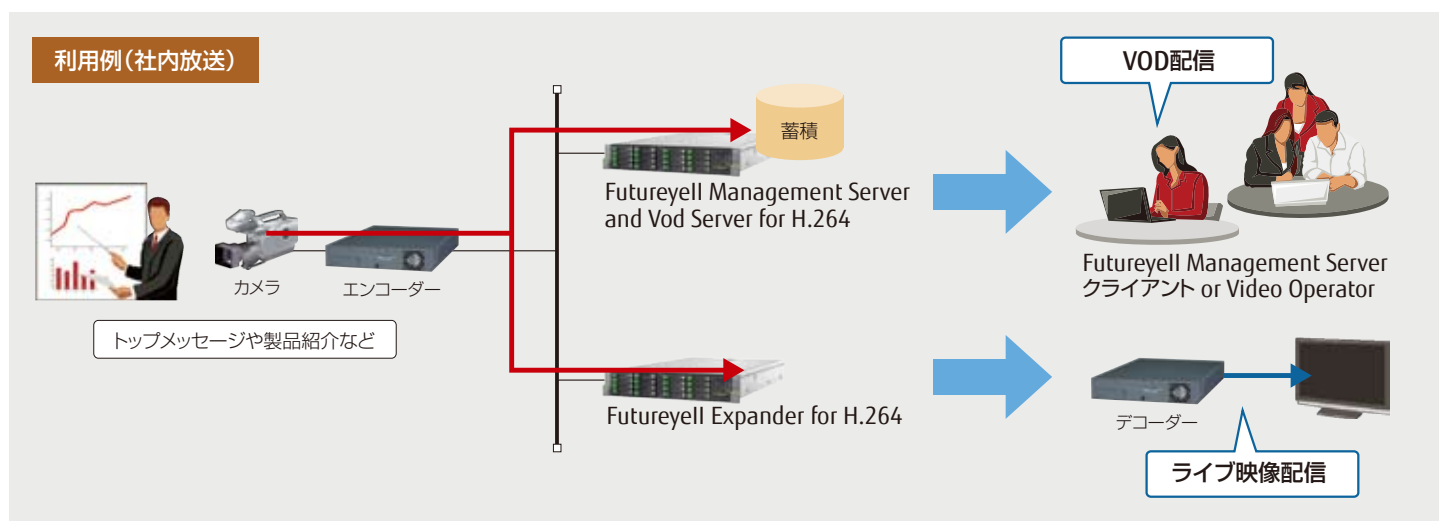 利用例(社内放送)
カメラ
エンコーダー
トップメッセージや製品紹介など
蓄積
Futureyell Management Server
and Vod Server for H.264
Futureyell Expander for H.264
VOD配信
Futureyell Management Server
クライアント or Video Operator
デコーダー
ライブ映像配信